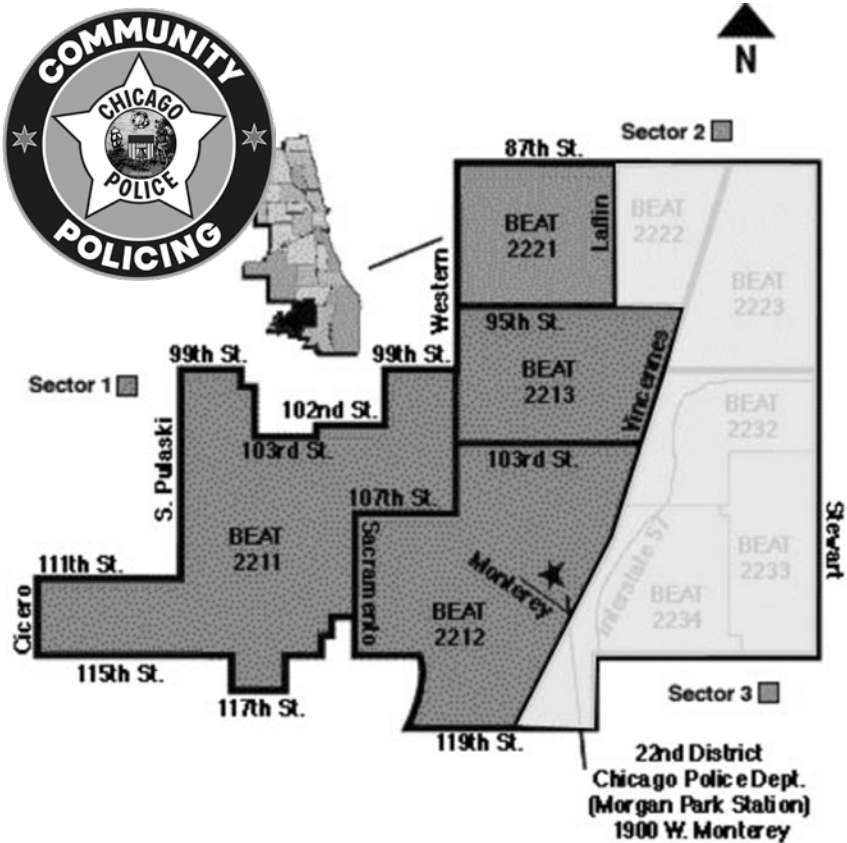 COMMUNITY
CHICAGO
POLICE
POLICING
N
Sector 2
87th St.
BEAT
2221
Laflin
BEAT
2222
BEAT
2223
Western
95th St.
99th St.
99th St.
BEAT
2213
Vincennes
Sector 1
102nd St.
BEAT
2232
103rd St.
103rd St.
S. Pulaski
107th St.
BEAT
2211
Sacramento
Stewart
Interstate 57
BEAT
2233
111th St.
Monterey
Cicero
BEAT
2212
BEAT
2234
115th St.
117th St.
Sector 3
119th St.
22nd District
Chicago Police Dept.
(Morgan Park Station)
1900 W. Monterey